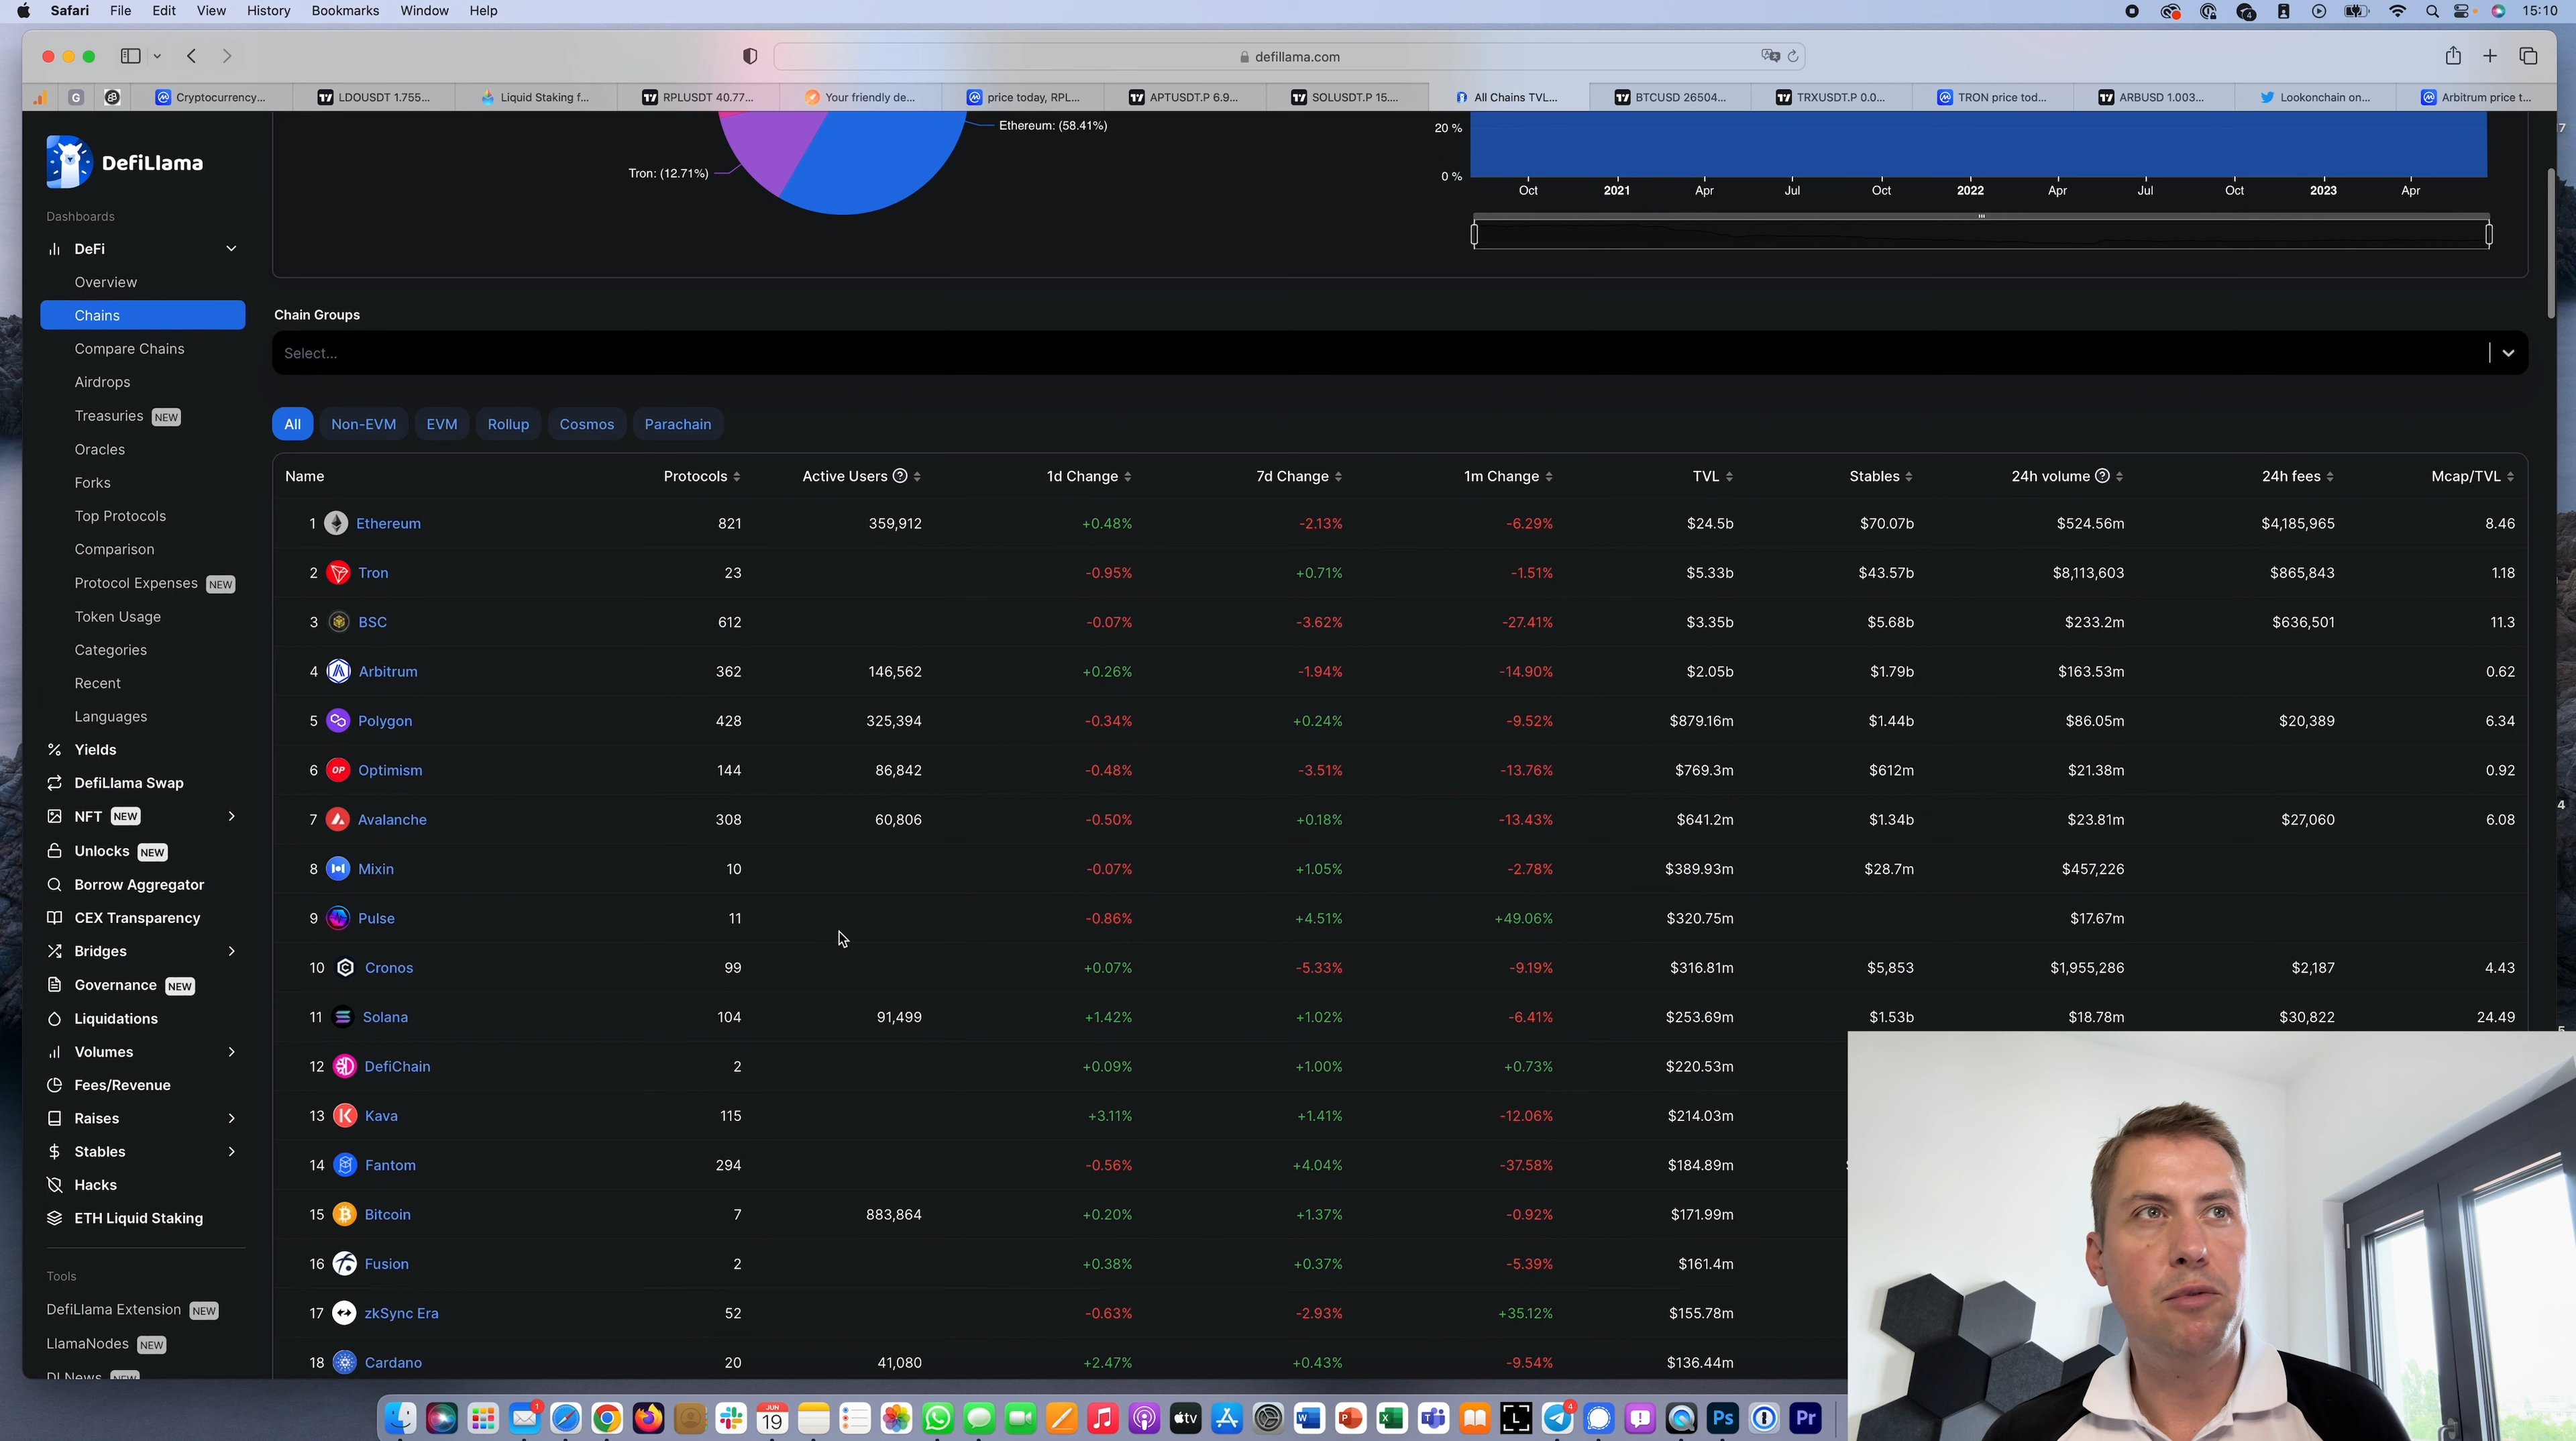 Safari File Edit View History Bookmarks Window Help 15:10
defillama.com
Cryptocurrency... LDOUSDT 1.755... Liquid Staking f... RPLUSDT 40.77... Your friendly de... price today, RPL... APTUSDT.P 6.9... SOLUSDT.P 15.... All Chains TVL... BTCUSD 26504... TRXUSDT.P 0.0... TRON price tod... ARBUSD 1.003... Lookonchain on... Arbitrum price t...
DefiLlama
Dashboards
DeFi
Overview
Chains
Compare Chains
Airdrops
Treasuries NEW
Oracles
Forks
Top Protocols
Comparison
Protocol Expenses NEW
Token Usage
Categories
Recent
Languages
Yields
DefiLlama Swap
NFT NEW
Unlocks NEW
Borrow Aggregator
CEX Transparency
Bridges
Governance NEW
Liquidations
Volumes
Fees/Revenue
Raises
Stables
Hacks
ETH Liquid Staking
Tools
DefiLlama Extension NEW
LlamaNodes NEW
DL News NEW
Ethereum: (58.41%)
Tron: (12.71%)
20 %
0 %
Oct 2021 Apr Jul Oct 2022 Apr Jul Oct 2023 Apr
Chain Groups
Select...
All Non-EVM EVM Rollup Cosmos Parachain
Name Protocols Active Users 1d Change 7d Change 1m Change TVL Stables 24h volume 24h fees Mcap/TVL
1 Ethereum 821 359,912 +0.48% -2.13% -6.29% $24.5b $70.07b $524.56m $4,185,965 8.46
2 Tron 23 -0.95% +0.71% -1.51% $5.33b $43.57b $8,113,603 $865,843 1.18
3 BSC 612 -0.07% -3.62% -27.41% $3.35b $5.68b $233.2m $636,501 11.3
4 Arbitrum 362 146,562 +0.26% -1.94% -14.90% $2.05b $1.79b $163.53m 0.62
5 Polygon 428 325,394 -0.34% +0.24% -9.52% $879.16m $1.44b $86.05m $20,389 6.34
6 Optimism 144 86,842 -0.48% -3.51% -13.76% $769.3m $612m $21.38m 0.92
7 Avalanche 308 60,806 -0.50% +0.18% -13.43% $641.2m $1.34b $23.81m $27,060 6.08
8 Mixin 10 -0.07% +1.05% -2.78% $389.93m $28.7m $457,226
9 Pulse 11 -0.86% +4.51% +49.06% $320.75m $17.67m
10 Cronos 99 +0.07% -5.33% -9.19% $316.81m $5,853 $1,955,286 $2,187 4.43
11 Solana 104 91,499 +1.42% +1.02% -6.41% $253.69m $1.53b $18.78m $30,822 24.49
12 DefiChain 2 +0.09% +1.00% +0.73% $220.53m
13 Kava 115 +3.11% +1.41% -12.06% $214.03m
14 Fantom 294 -0.56% +4.04% -37.58% $184.89m
15 Bitcoin 7 883,864 +0.20% +1.37% -0.92% $171.99m
16 Fusion 2 +0.38% +0.37% -5.39% $161.4m
17 zkSync Era 52 -0.63% -2.93% +35.12% $155.78m
18 Cardano 20 41,080 +2.47% +0.43% -9.54% $136.44m
JUN
19
tv
Ps
Pr